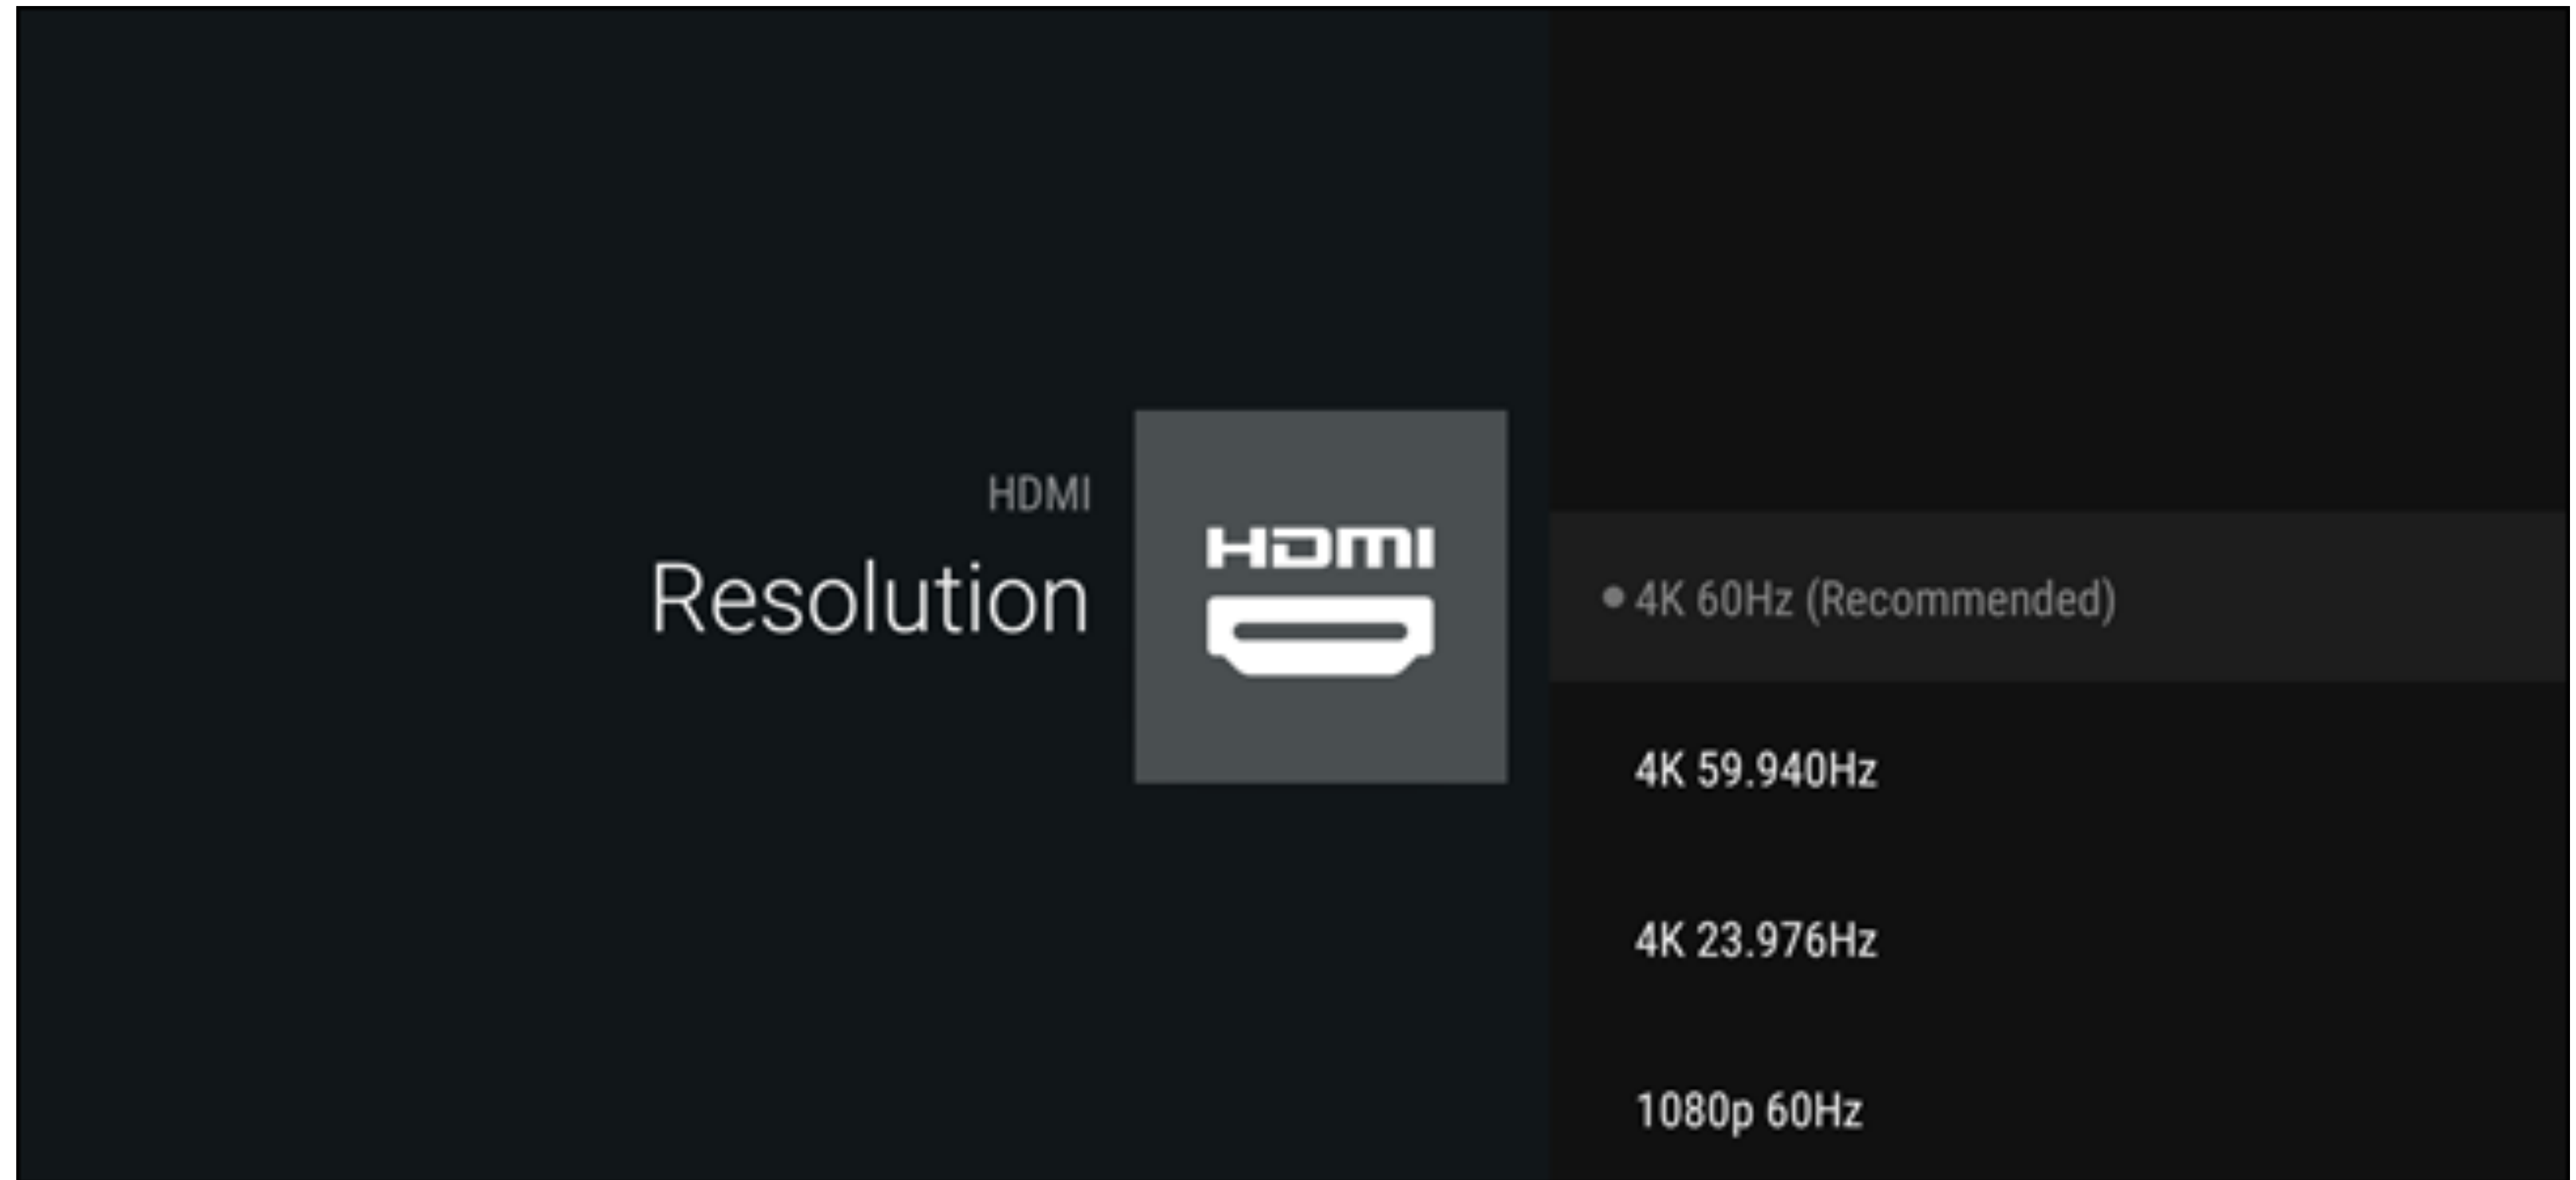 HDMI
Resolution
HDMI
4K 60Hz (Recommended)
4K 59.940Hz
4K 23.976Hz
1080p 60Hz